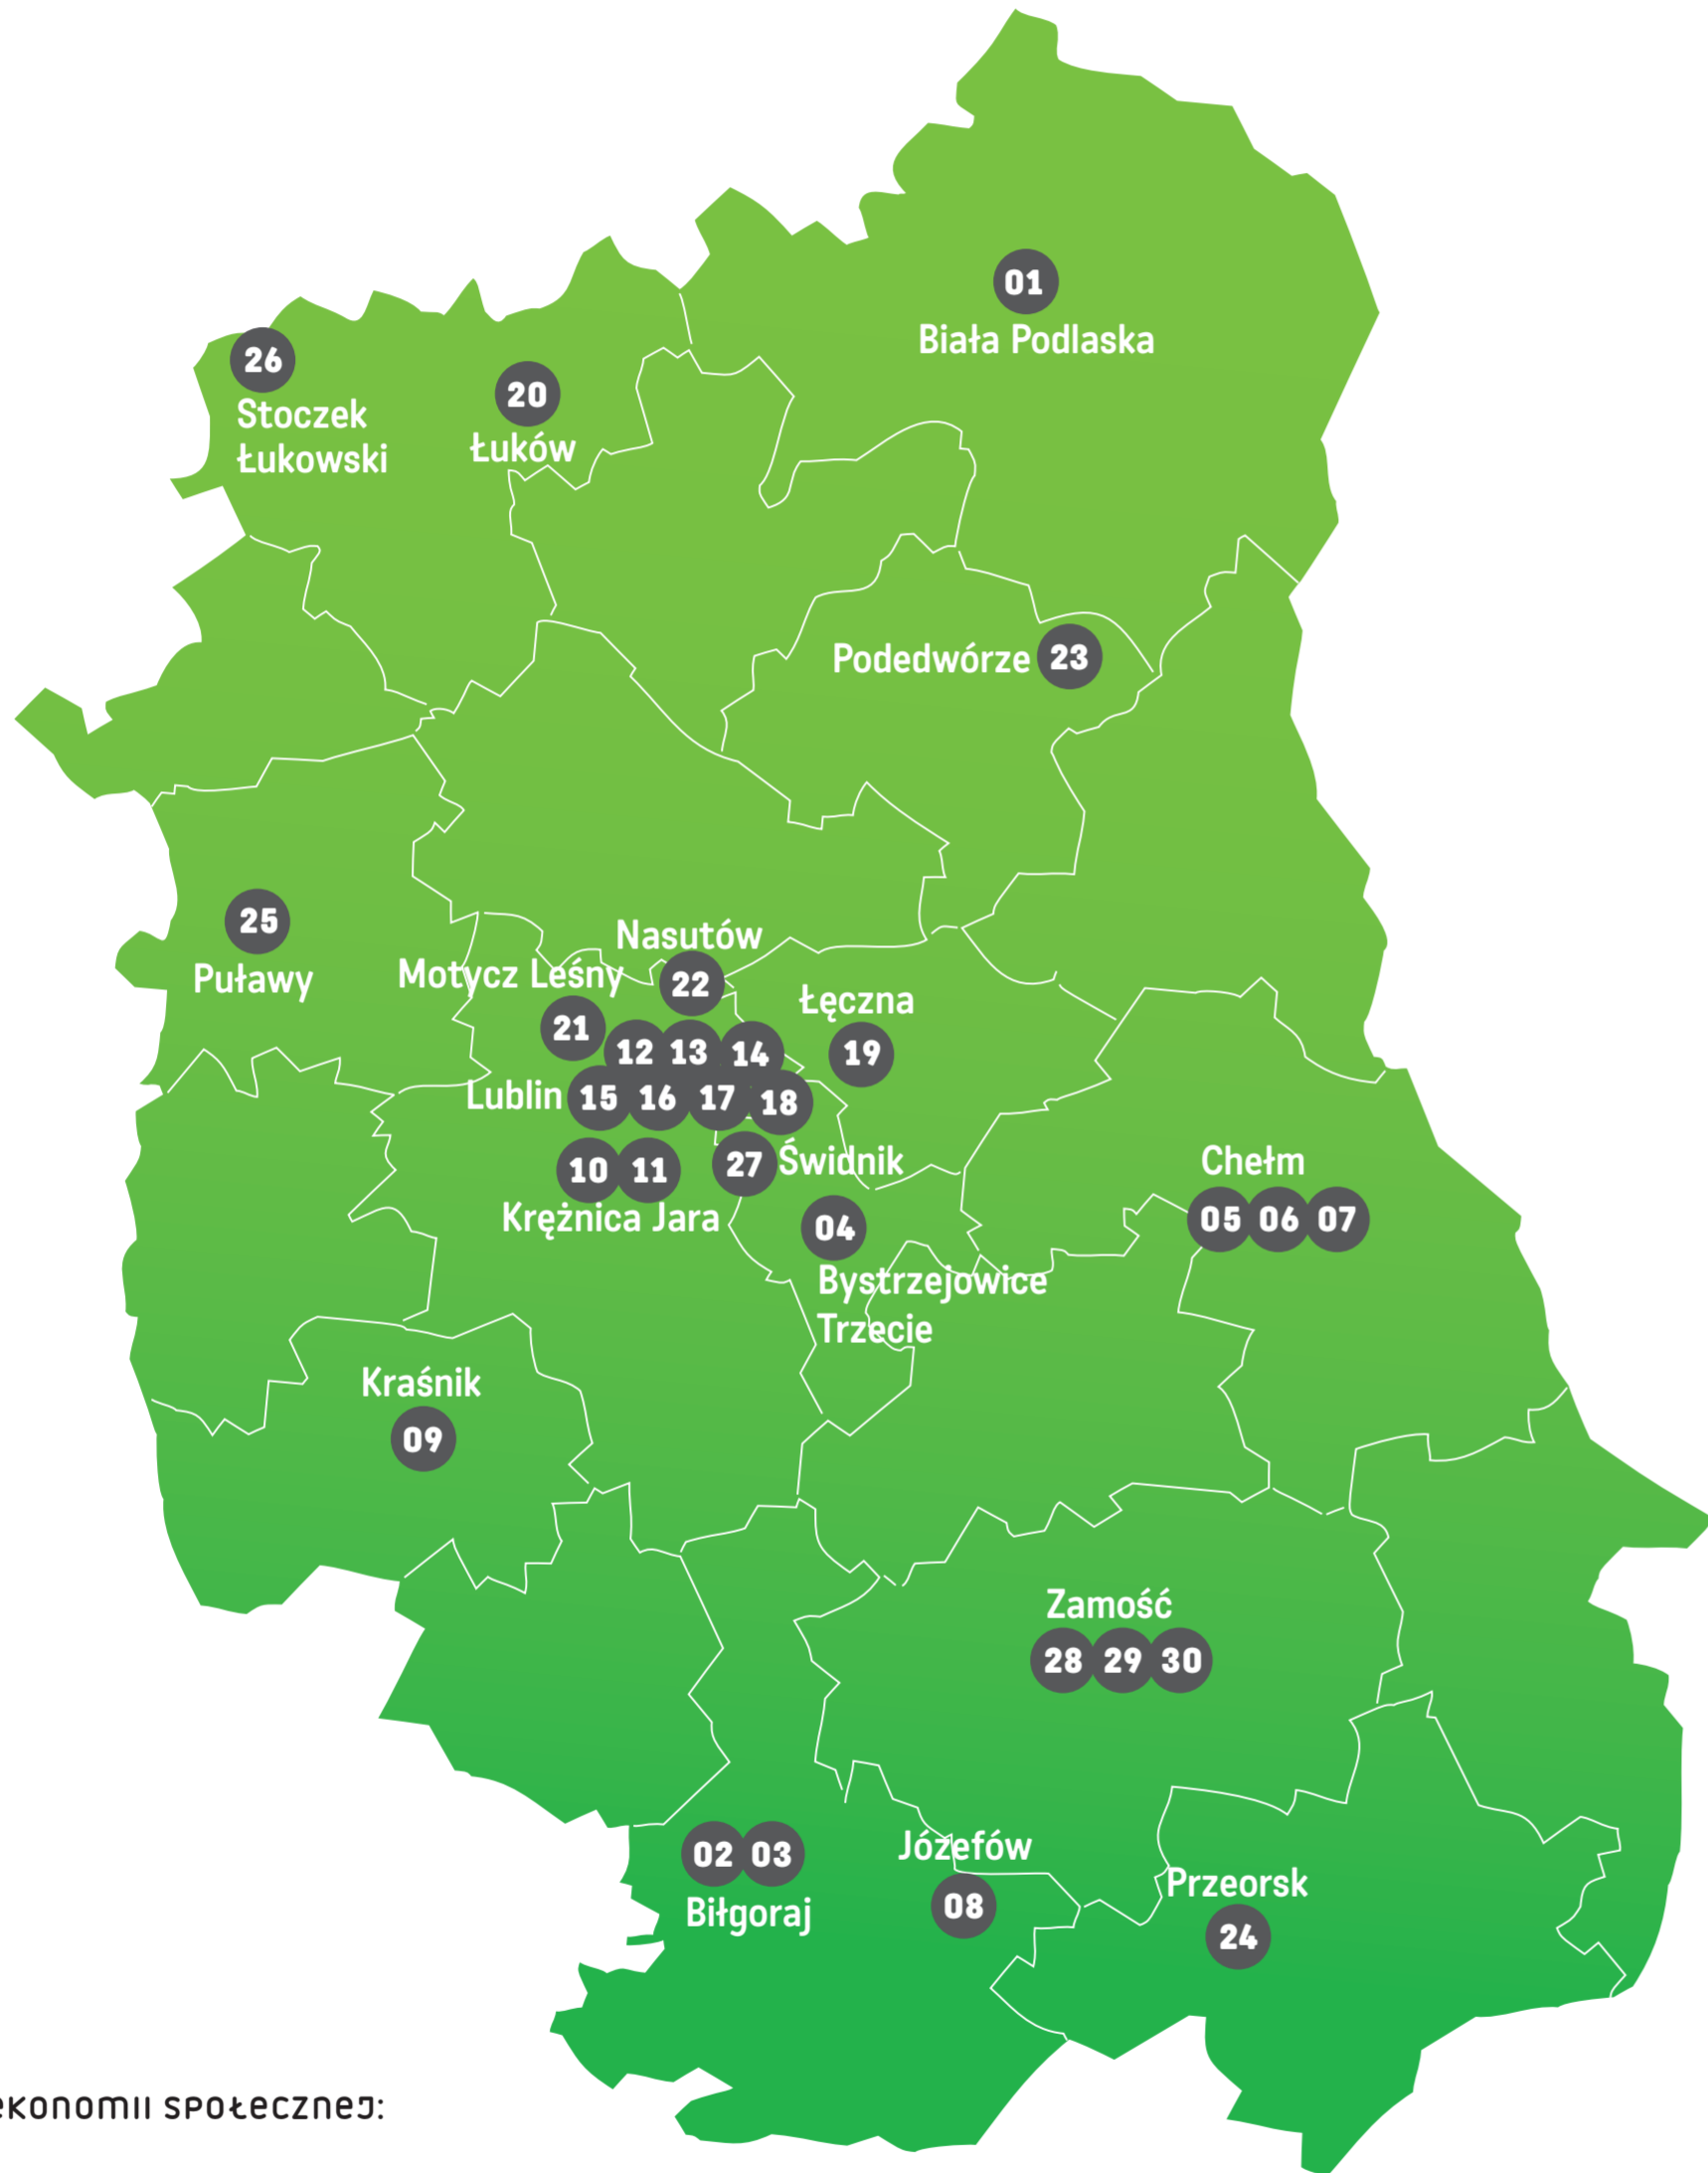 01
Biała Podlaska
26
Stoczek
Łukowski
20
Łuków
Podedwórze 23
25
Puławy
Nasutów
22
Motycz Leśny
21
Łęczna
19
12 13 14
Lublin 15 16 17 18
10 11
Krężnica Jara
27 Świdnik
04
Bystrzejowice
Trzecie
Chełm
05 06 07
Kraśnik
09
Zamość
28 29 30
02 03
Biłgoraj
Józefów
08
Przeorsk
24
ekonomii społecznej: